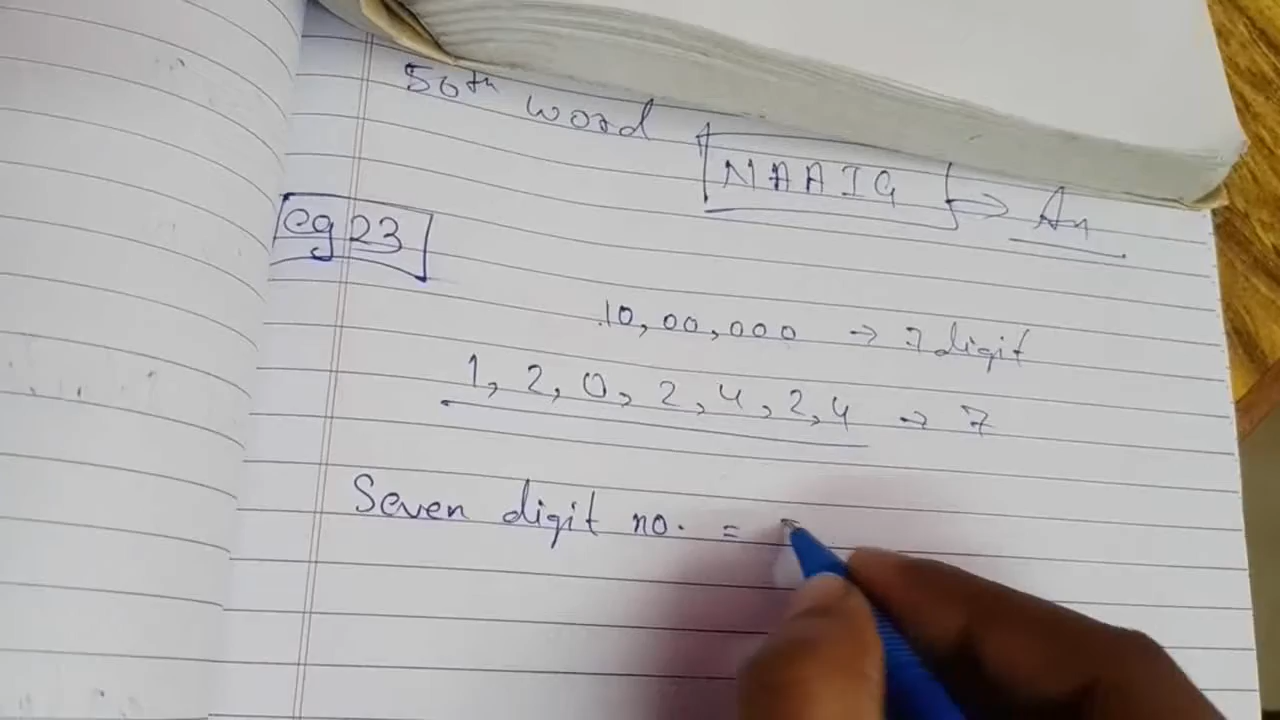 50th word
NAAIG → An
eg 23
10,00,000 → 7 digit
1, 2, 0, 2, 4, 2, 4 → 7
Seven digit no. =